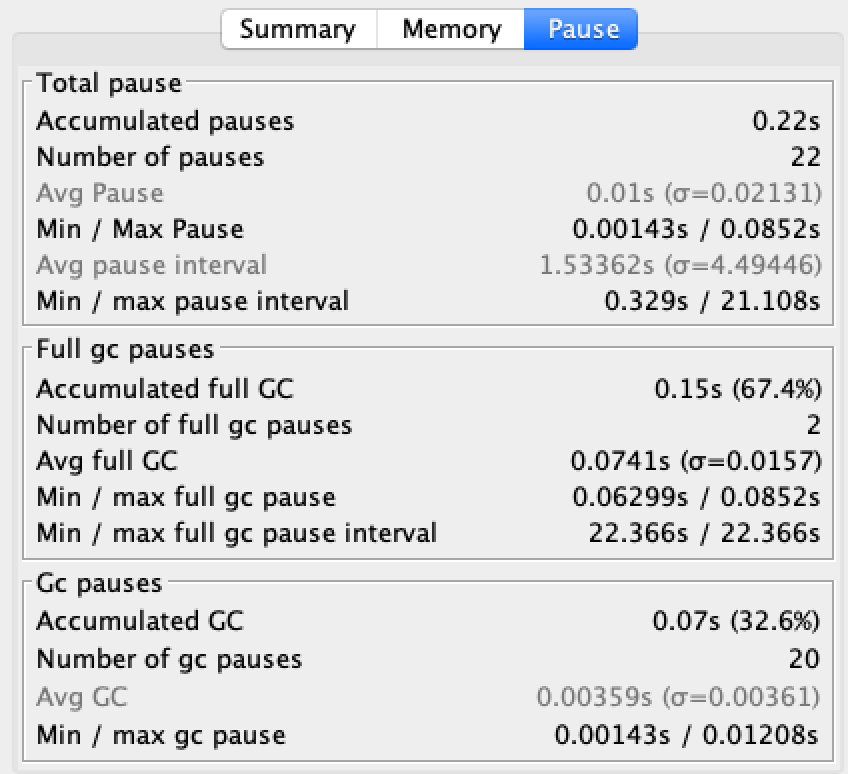 Summary Memory Pause
Total pause
Accumulated pauses 0.22s
Number of pauses 22
Avg Pause 0.01s (σ=0.02131)
Min / Max Pause 0.00143s / 0.0852s
Avg pause interval 1.53362s (σ=4.49446)
Min / max pause interval 0.329s / 21.108s
Full gc pauses
Accumulated full GC 0.15s (67.4%)
Number of full gc pauses 2
Avg full GC 0.0741s (σ=0.0157)
Min / max full gc pause 0.06299s / 0.0852s
Min / max full gc pause interval 22.366s / 22.366s
Gc pauses
Accumulated GC 0.07s (32.6%)
Number of gc pauses 20
Avg GC 0.00359s (σ=0.00361)
Min / max gc pause 0.00143s / 0.01208s